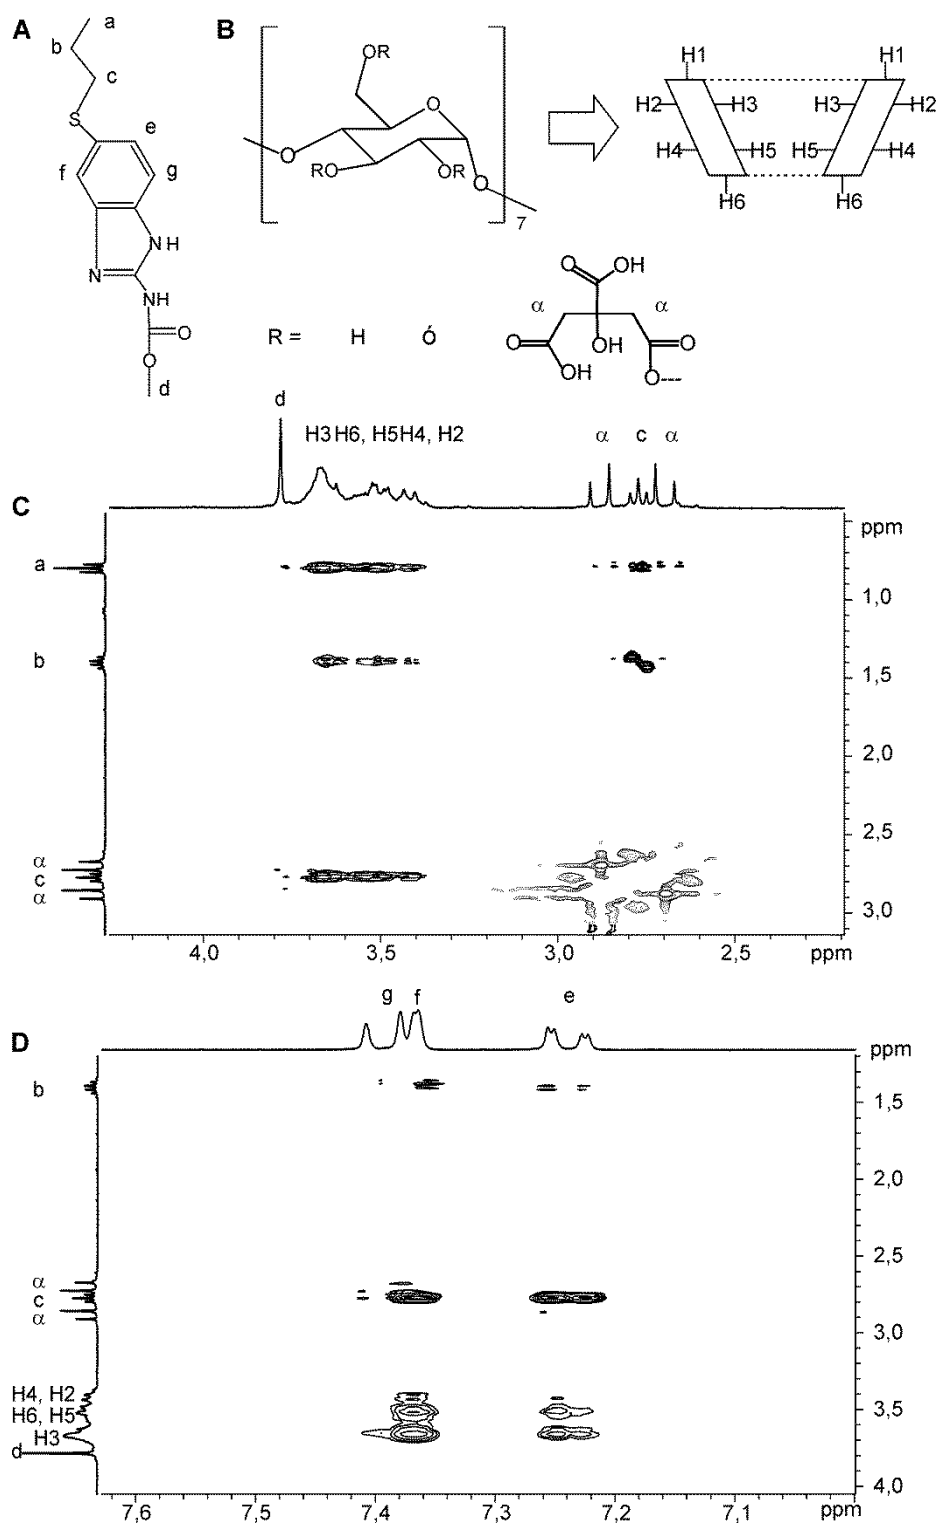 A
a
b
c
S
e
f
g
NH
N
NH
O
O
d
B
OR
O
O
RO
OR
O
7
H1 H1
H2 H3 H3 H2
H4 H5 H5 H4
H6 H6
R = H Ó
O OH
α α
O OH O
OH O---
d
H3 H6, H5 H4, H2
α c α
C
ppm
a
1,0
b
1,5
2,0
2,5
α
c
α
3,0
4,0 3,5 3,0 2,5 ppm
g f e
D
ppm
b
1,5
2,0
2,5
α
c
α
3,0
H4, H2
H6, H5
3,5
H3
d
4,0
7,6 7,5 7,4 7,3 7,2 7,1 ppm